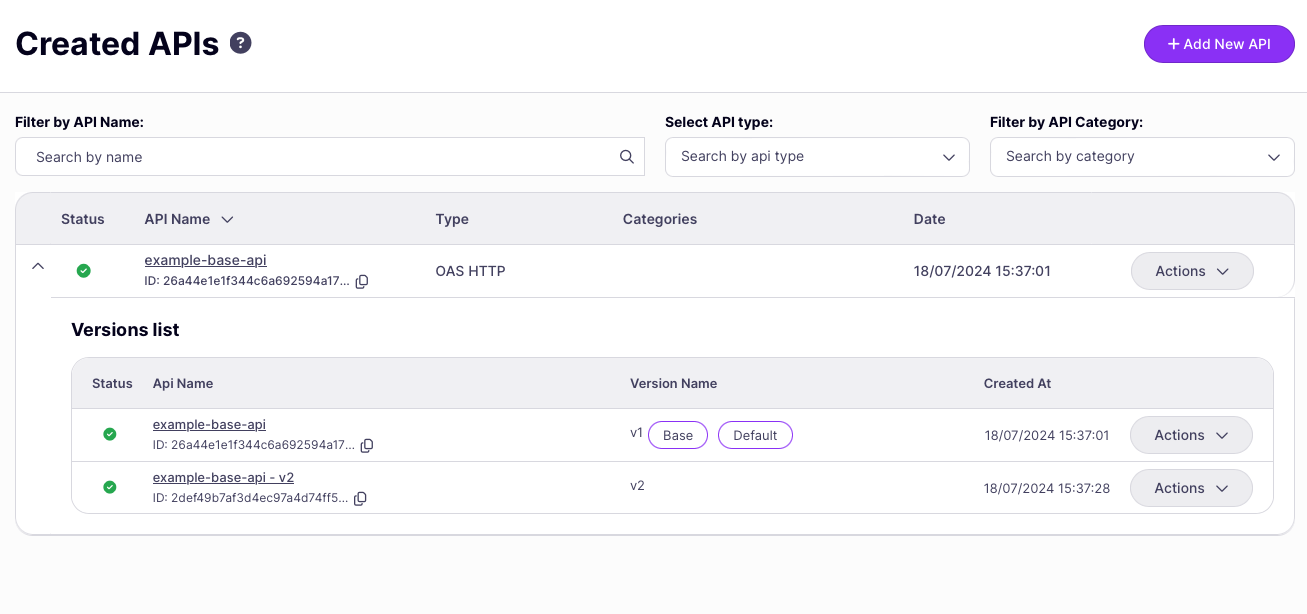 Created APIs ?
+ Add New API
Filter by API Name: Select API type: Filter by API Category:
Search by name Search by api type Search by category
Status API Name Type Categories Date
example-base-api
ID: 26a44e1e1f344c6a692594a17... OAS HTTP 18/07/2024 15:37:01 Actions
Versions list
Status Api Name Version Name Created At
example-base-api
ID: 26a44e1e1f344c6a692594a17... v1 Base Default 18/07/2024 15:37:01 Actions
example-base-api - v2
ID: 2def49b7af3d4ec97a4d74ff5... v2 18/07/2024 15:37:28 Actions